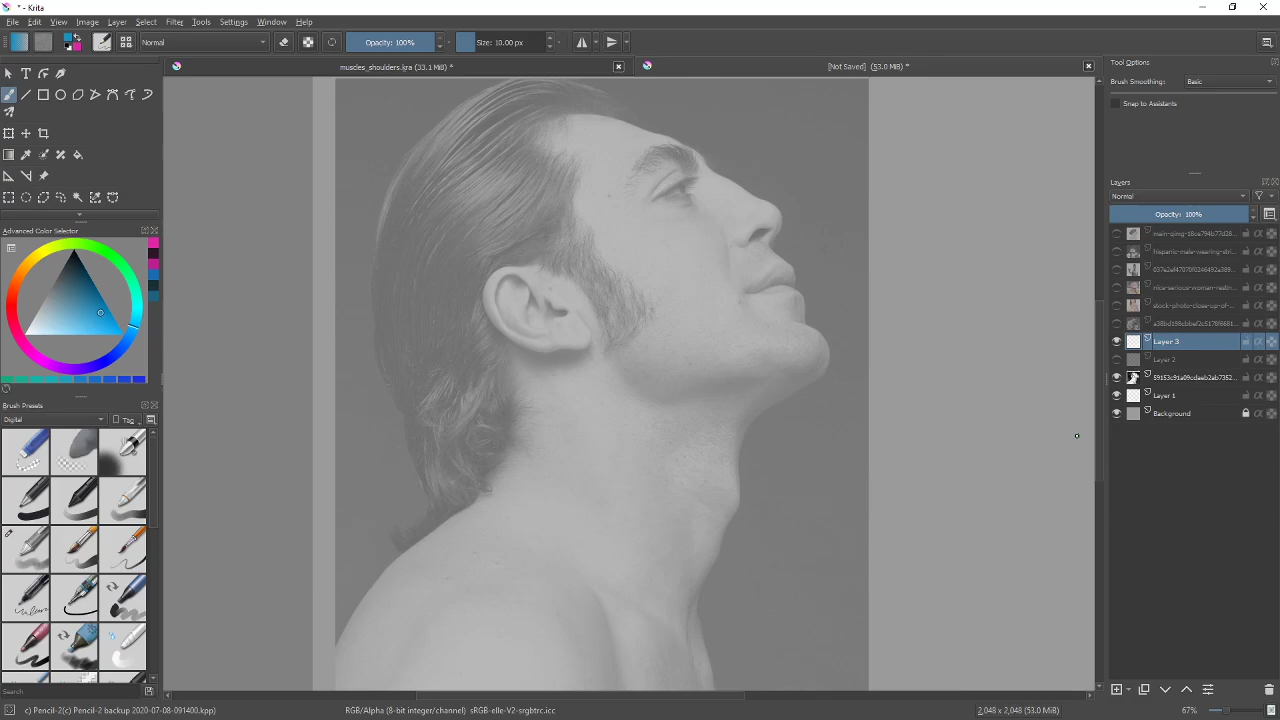 * - Krita
File Edit View Image Layer Select Filter Tools Settings Window Help
Normal Opacity: 100% Size: 10.00 px
muscles_shoulders.kra (33.1 MiB) *
[Not Saved] (53.0 MiB) *
Tool Options
Brush Smoothing: Basic
Snap to Assistants
Layers
Normal
Opacity: 100%
Layer 3
Layer 2
59153c91a09cdaeb2ab7352...
Layer 1
Background
Advanced Color Selector
Brush Presets
Digital Tag
Search
c) Pencil-2(c) Pencil-2 backup 2020-07-08-091400.kpp) RGB/Alpha (8-bit integer/channel) sRGB-elle-V2-srgbtrc.icc 2,048 x 2,048 (53.0 MiB) 67%